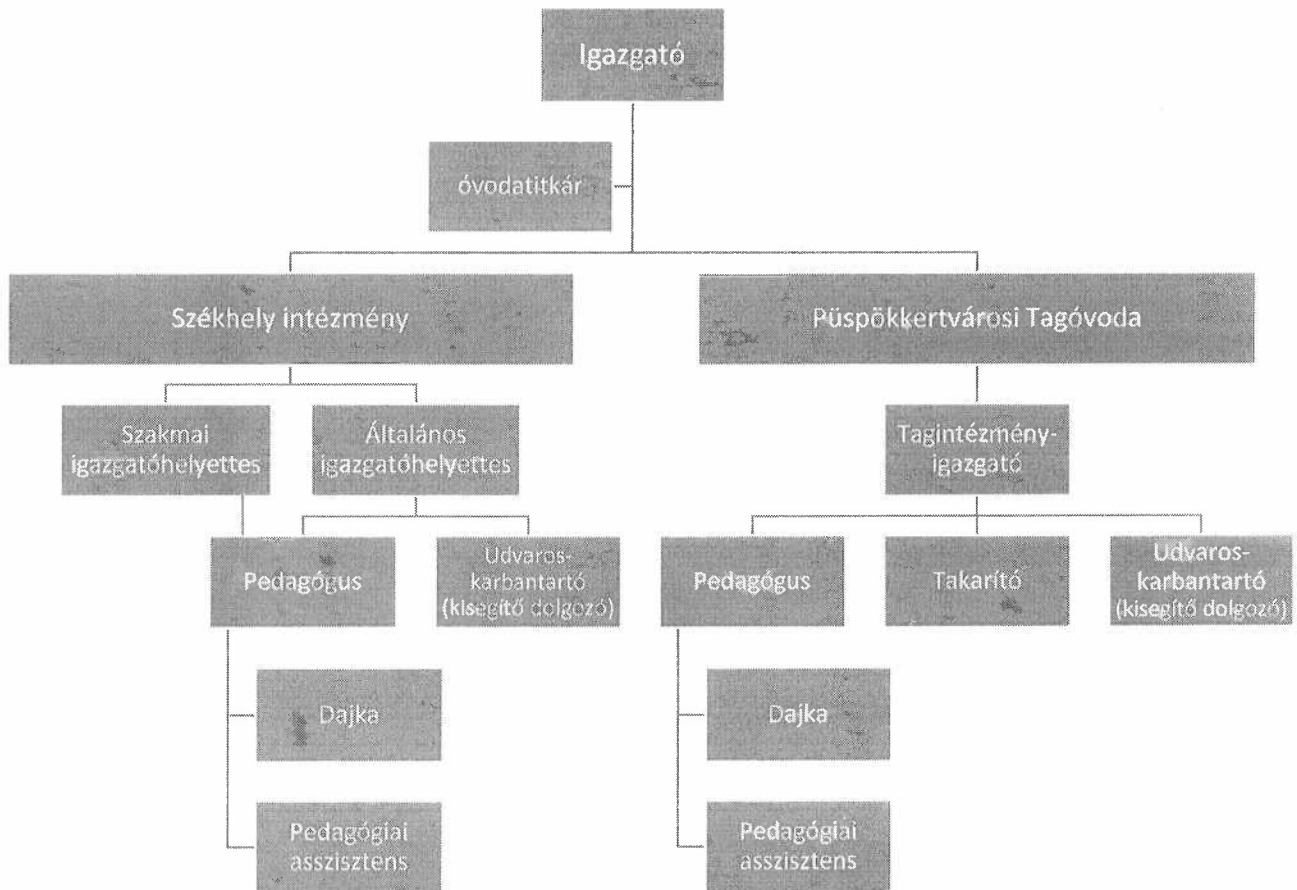 Igazgató
óvodatitkár
Székhely intézmény
Püspökkertvárosi Tagóvoda
Szakmai
igazgatóhelyettes
Általános
igazgatóhelyettes
Tagintézmény-
igazgató
Pedagógus
Udvaros-
karbantartó
(kisegítő dolgozó)
Pedagógus
Takarító
Udvaros-
karbantartó
(kisegítő dolgozó)
Dajka
Dajka
Pedagógiai
asszisztens
Pedagógiai
asszisztens